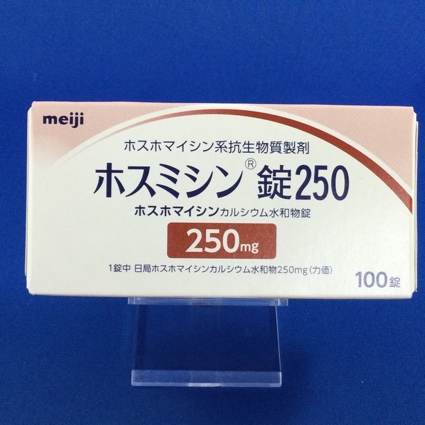 meiji
ホスホマイシン系抗生物質製剤
ホスミシン®錠250
ホスホマイシンカルシウム水和物錠
250mg
1錠中 日局ホスホマイシンカルシウム水和物250mg(力価)
100錠